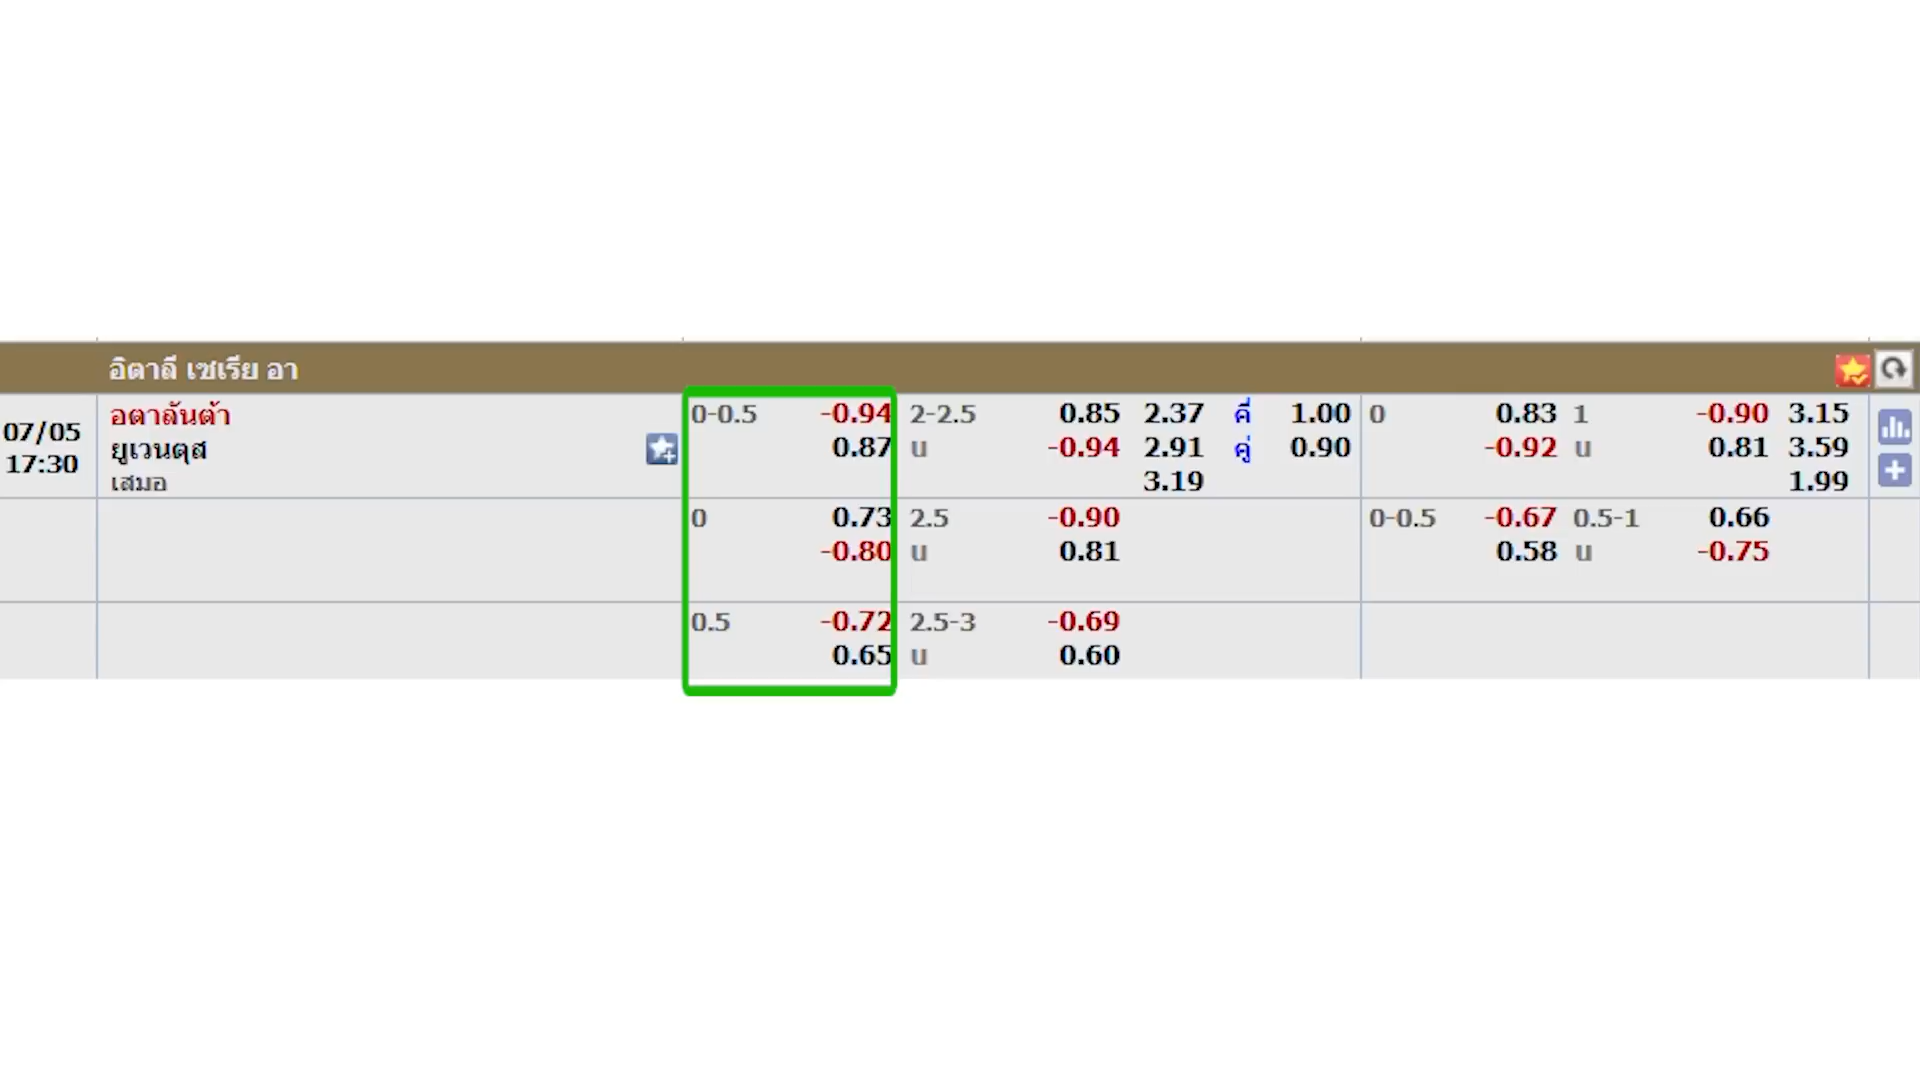 อิตาลี เซเรีย อา
07/05 อตาลันต้า 0-0.5 -0.94 2-2.5 0.85 2.37 คี่ 1.00 0 0.83 1 -0.90 3.15
17:30 ยูเวนตุส 0.87 u -0.94 2.91 คู่ 0.90 -0.92 u 0.81 3.59
เสมอ 3.19 1.99
0 0.73 2.5 -0.90 0-0.5 -0.67 0.5-1 0.66
-0.80 u 0.81 0.58 u -0.75
0.5 -0.72 2.5-3 -0.69
0.65 u 0.60